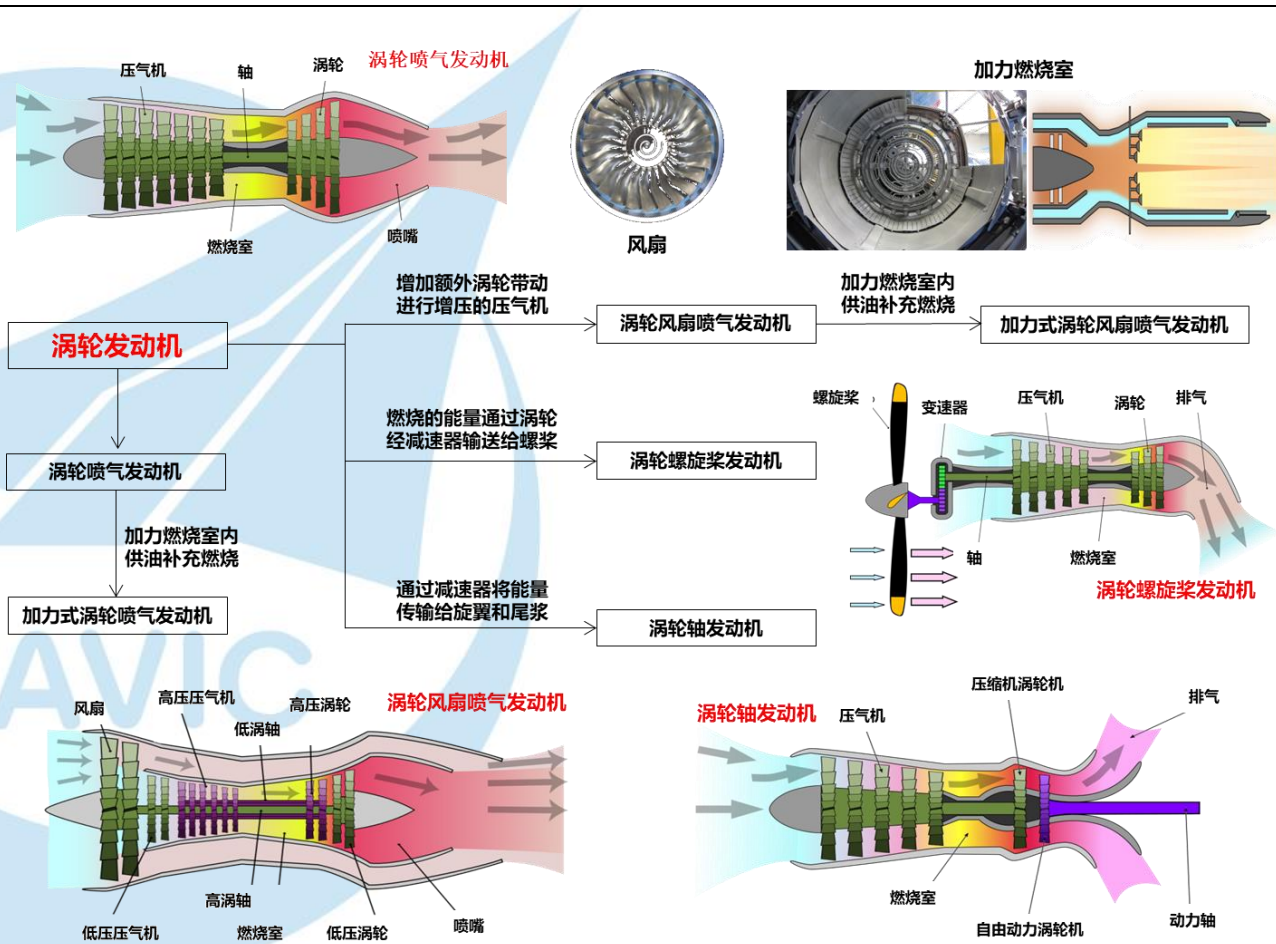 涡轮喷气发动机
压气机
轴
涡轮
燃烧室
喷嘴
风扇
加力燃烧室
涡轮发动机
增加额外涡轮带动
进行增压的压气机
涡轮风扇喷气发动机
加力燃烧室内
供油补充燃烧
加力式涡轮风扇喷气发动机
燃烧的能量通过涡轮
经减速器输送给螺桨
涡轮螺旋桨发动机
涡轮喷气发动机
加力燃烧室内
供油补充燃烧
加力式涡轮喷气发动机
通过减速器将能量
传输给旋翼和尾浆
涡轮轴发动机
螺旋桨
变速器
压气机
涡轮
排气
轴
燃烧室
涡轮螺旋桨发动机
AVIC
涡轮风扇喷气发动机
风扇
高压压气机
低涡轴
高压涡轮
高涡轴
低压压气机
燃烧室
低压涡轮
喷嘴
涡轮轴发动机
压气机
压缩机涡轮机
排气
燃烧室
自由动力涡轮机
动力轴